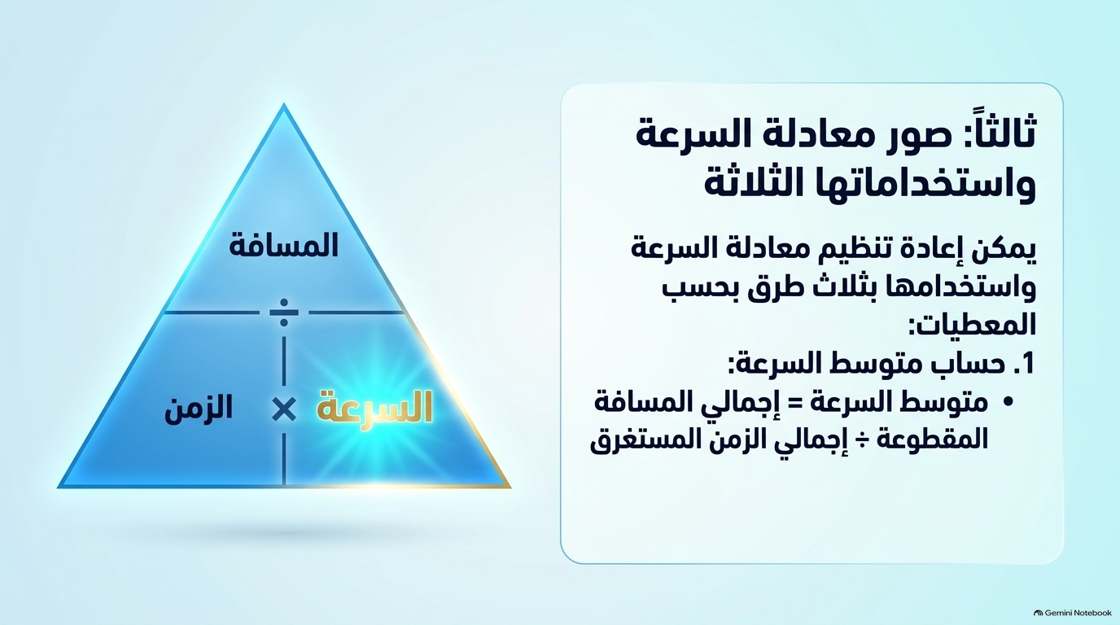 ثالثاً: صور معادلة السرعة
واستخداماتها الثلاثة
يمكن إعادة تنظيم معادلة السرعة
واستخدامها بثلاث طرق بحسب
المعطيات:
1. حساب متوسط السرعة:
• متوسط السرعة = إجمالي المسافة
المقطوعة ÷ إجمالي الزمن المستغرق
المسافة
÷
السرعة × الزمن
Gemini Notebook